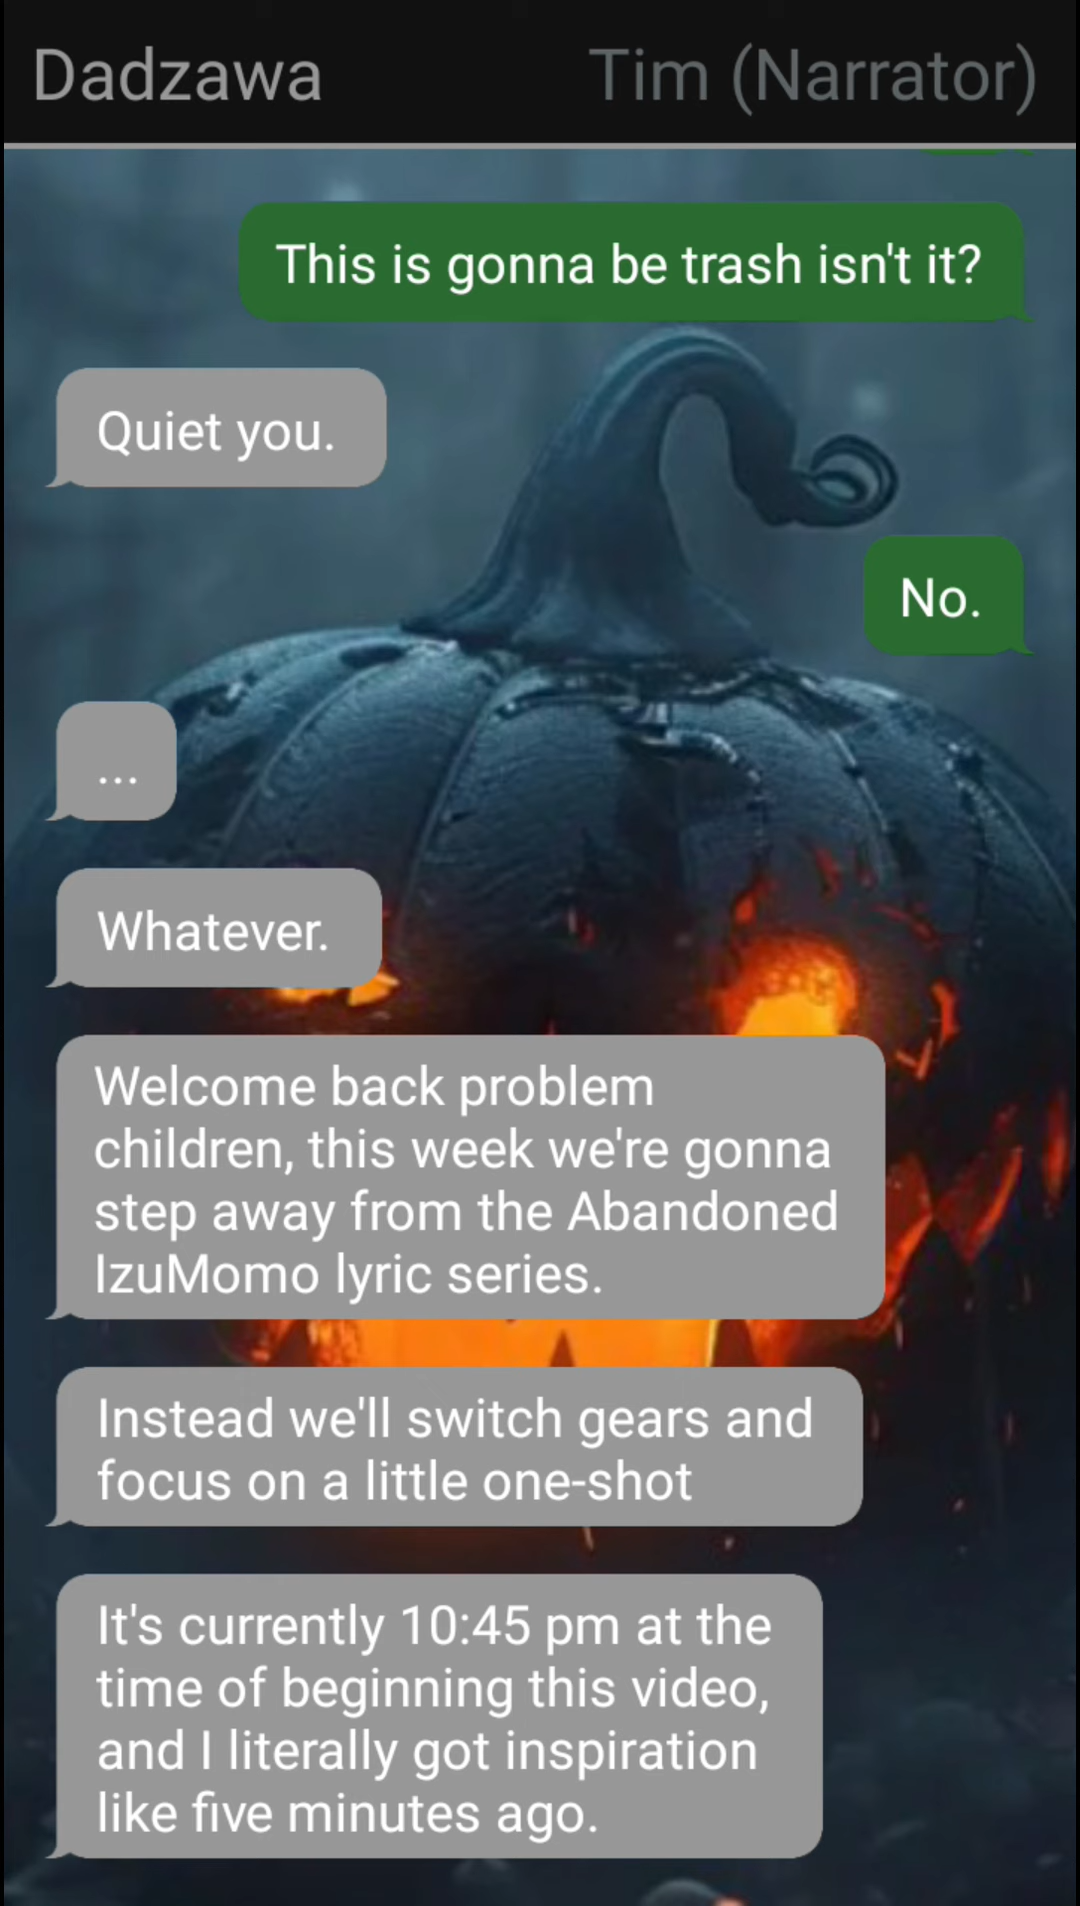 Dadzawa
Tim (Narrator)
This is gonna be trash isn't it?
Quiet you.
No.
...
Whatever.
Welcome back problem
children, this week we're gonna
step away from the Abandoned
IzuMomo lyric series.
Instead we'll switch gears and
focus on a little one-shot
It's currently 10:45 pm at the
time of beginning this video,
and I literally got inspiration
like five minutes ago.